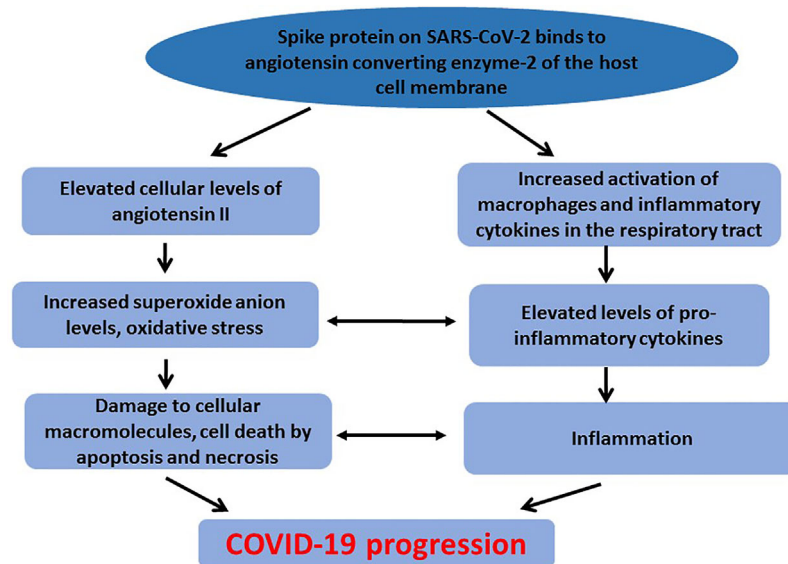 Spike protein on SARS-CoV-2 binds to
angiotensin converting enzyme-2 of the host
cell membrane
Elevated cellular levels of
angiotensin II
Increased activation of
macrophages and inflammatory
cytokines in the respiratory tract
Increased superoxide anion
levels, oxidative stress
Elevated levels of pro-
inflammatory cytokines
Damage to cellular
macromolecules, cell death by
apoptosis and necrosis
Inflammation
COVID-19 progression